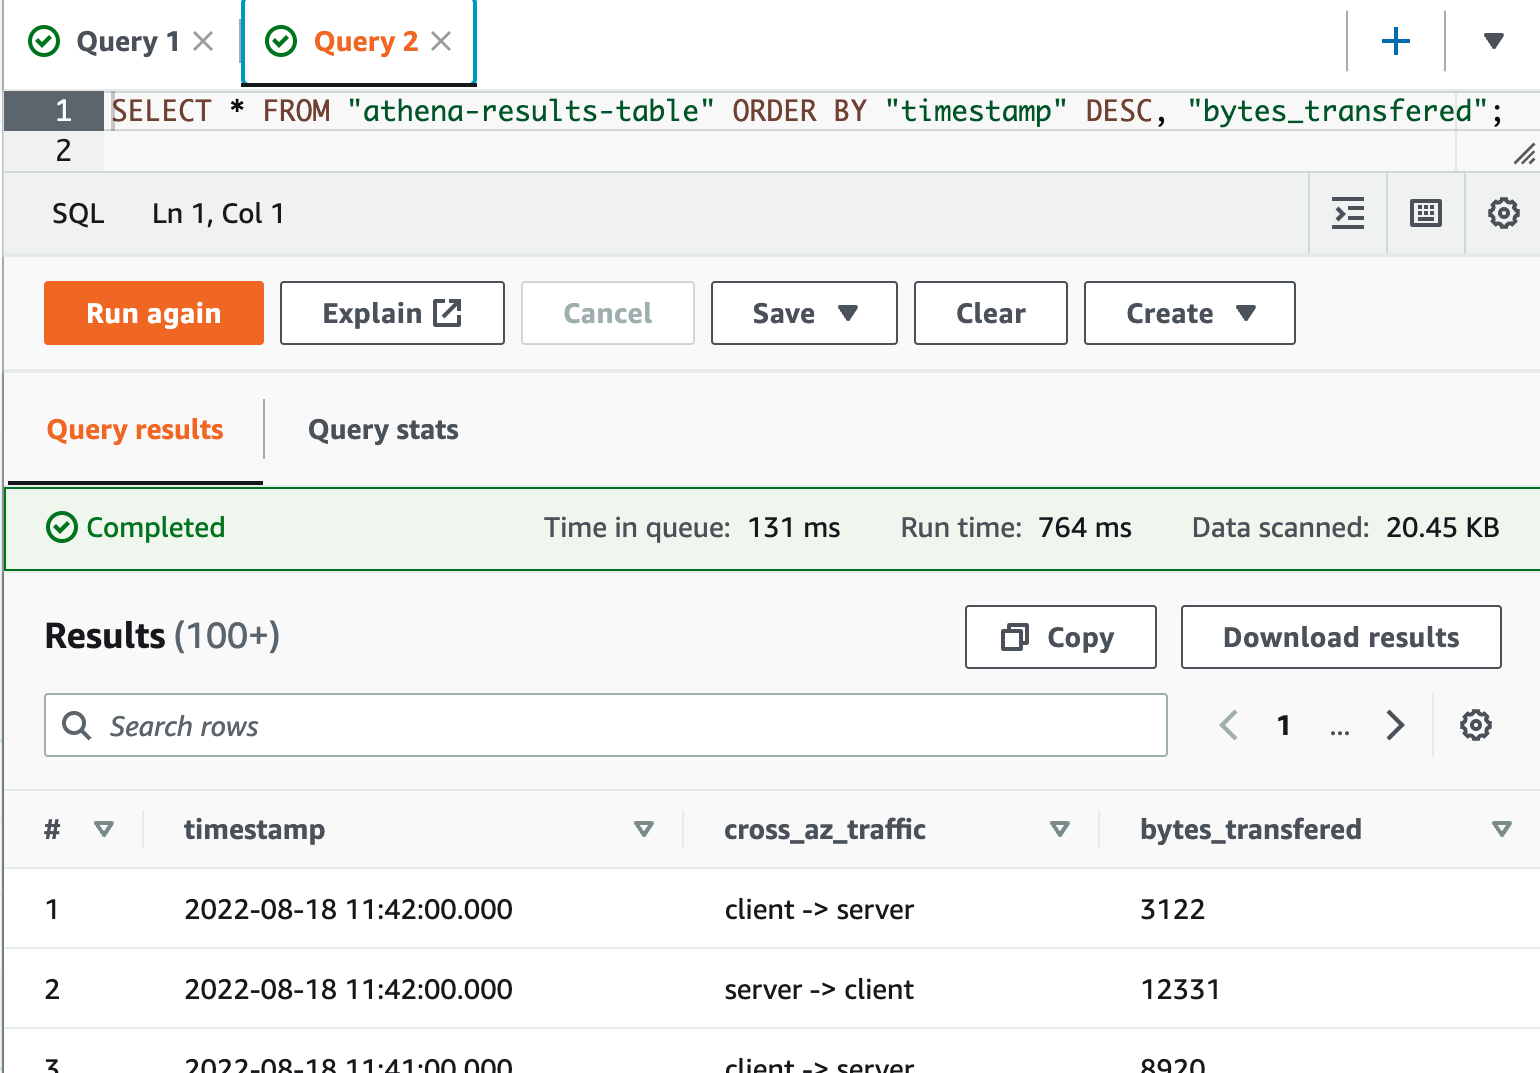 Query 1
Query 2
1 SELECT * FROM "athena-results-table" ORDER BY "timestamp" DESC, "bytes_transfered";
2
SQL Ln 1, Col 1
Run again Explain Cancel Save Clear Create
Query results Query stats
Completed Time in queue: 131 ms Run time: 764 ms Data scanned: 20.45 KB
Results (100+) Copy Download results
Search rows 1 ...
# timestamp cross_az_traffic bytes_transfered
1 2022-08-18 11:42:00.000 client -> server 3122
2 2022-08-18 11:42:00.000 server -> client 12331
3 2022-08-18 11:41:00.000 client -> server 8920